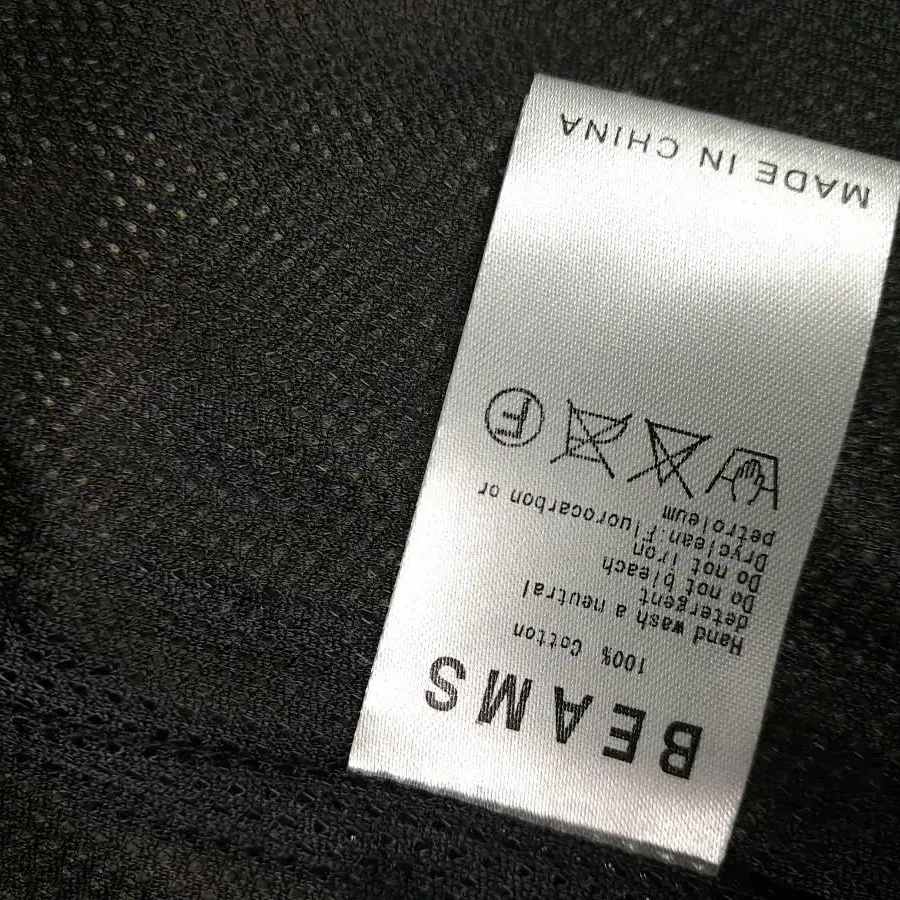 BEAMS
100% Cotton
Hand wash a neutral
detergent
Do not bleach
Do not iron
Dryclean.Fluorocarbon or
petroleum
F
MADE IN CHINA